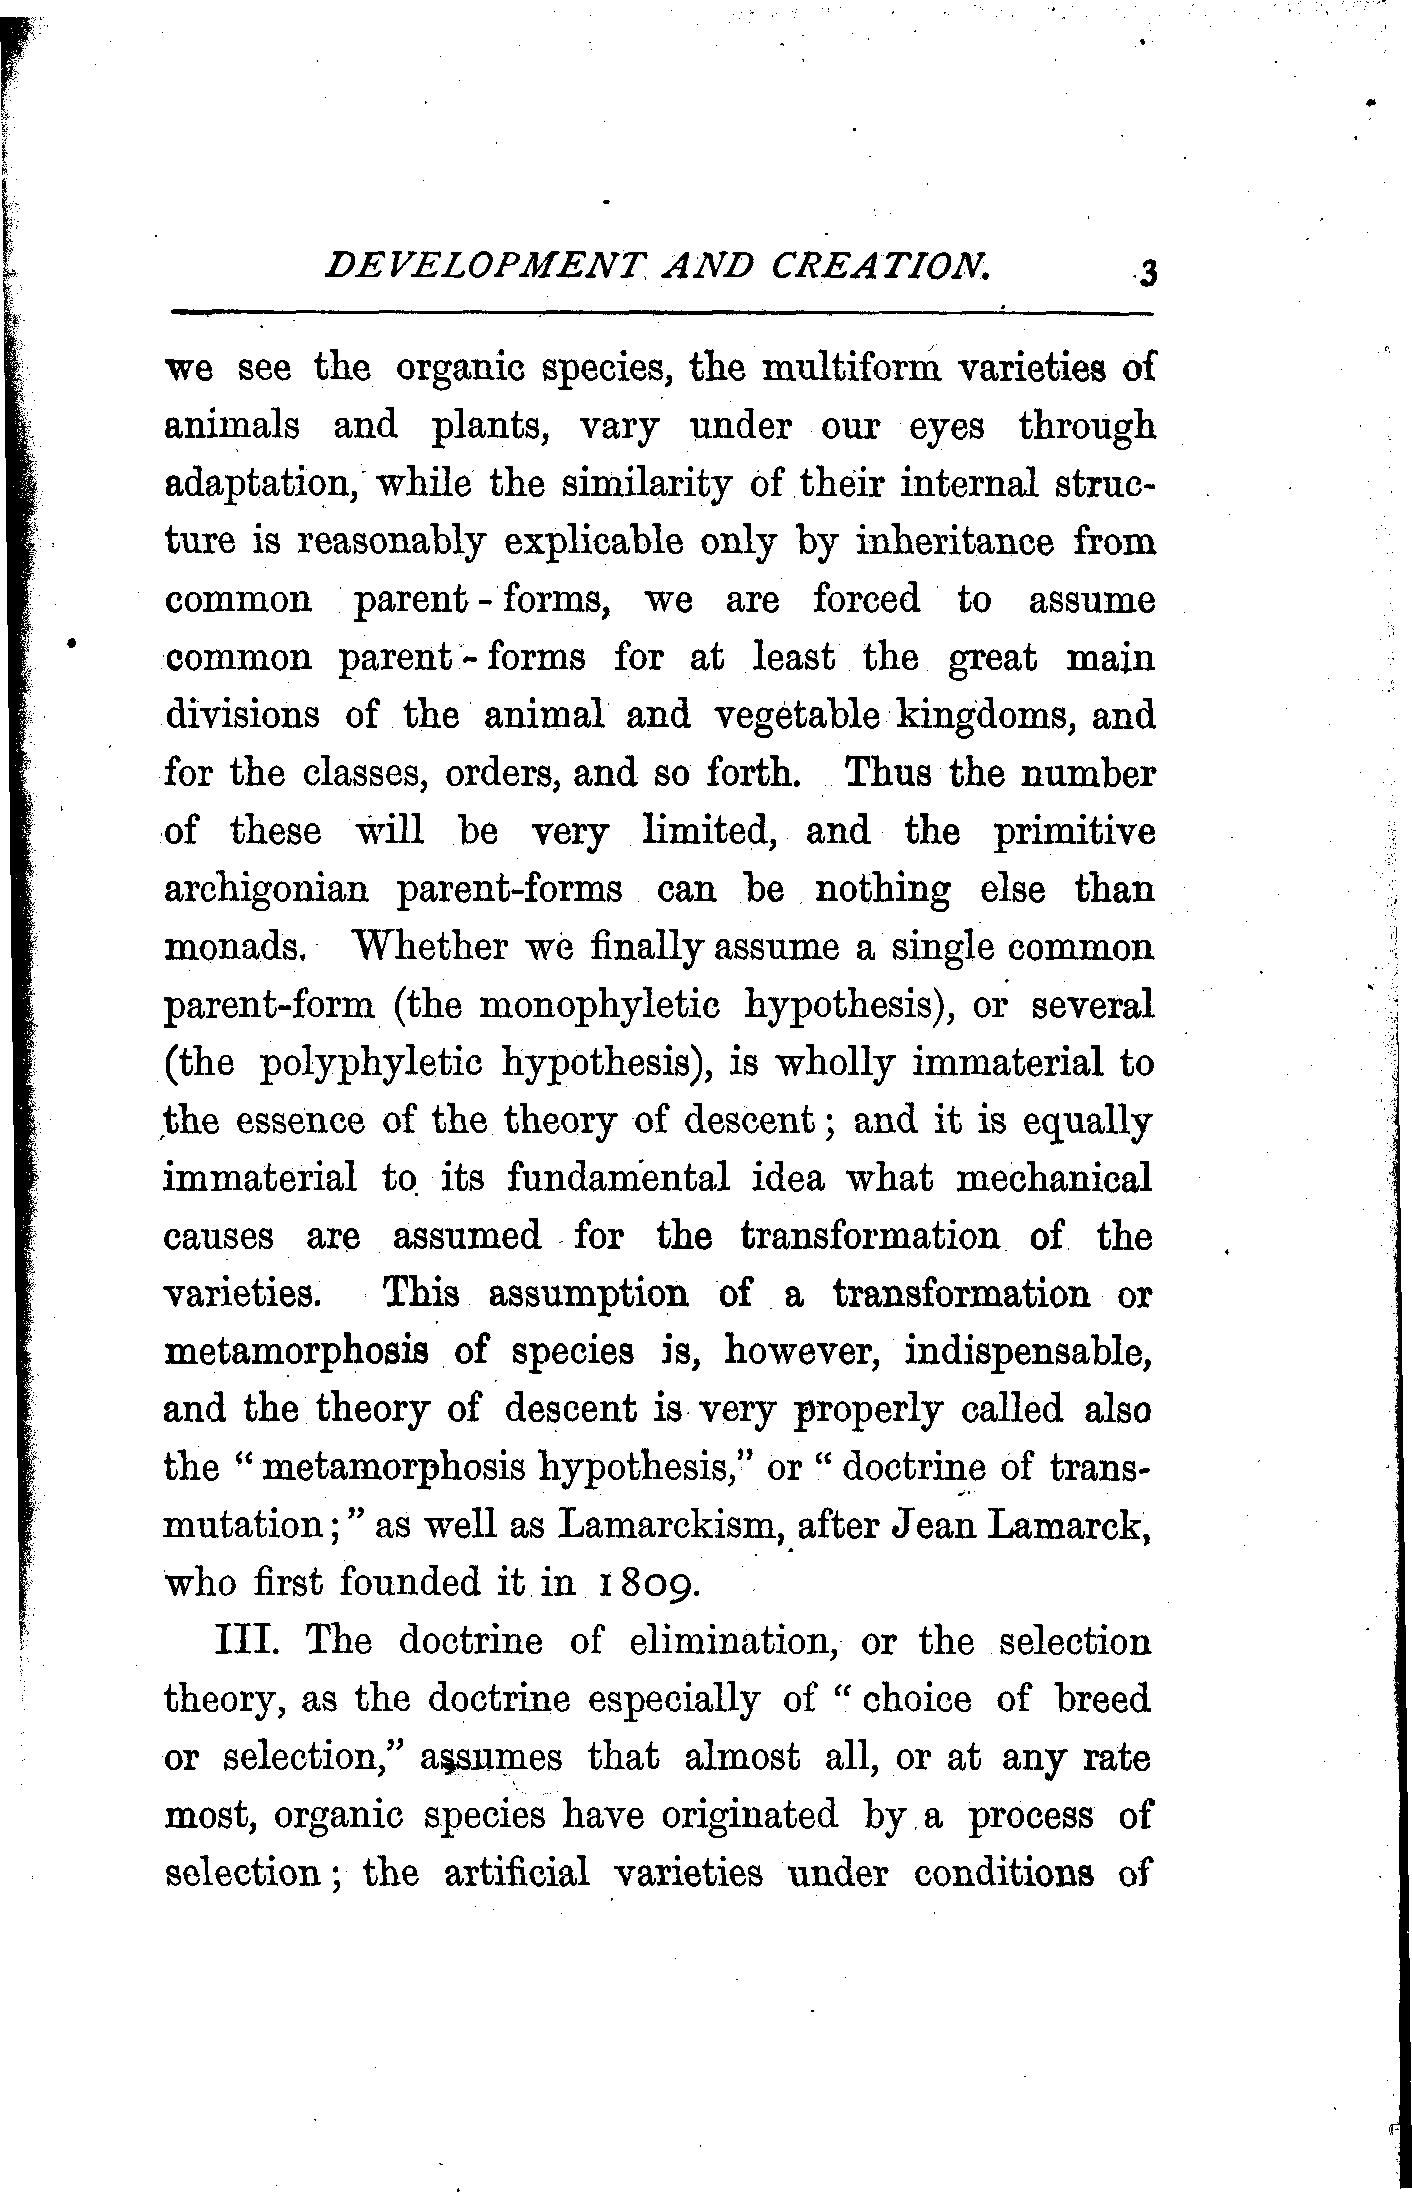 DEVELOPMENT AND CREATION. 3
we see the organic species, the multiform varieties of
animals and plants, vary under our eyes through
adaptation, while the similarity of their internal struc-
ture is reasonably explicable only by inheritance from
common parent-forms, we are forced to assume
common parent-forms for at least the great main
divisions of the animal and vegetable kingdoms, and
for the classes, orders, and so forth. Thus the number
of these will be very limited, and the primitive
archigonian parent-forms can be nothing else than
monads. Whether we finally assume a single common
parent-form (the monophyletic hypothesis), or several
(the polyphyletic hypothesis), is wholly immaterial to
the essence of the theory of descent; and it is equally
immaterial to its fundamental idea what mechanical
causes are assumed for the transformation of the
varieties. This assumption of a transformation or
metamorphosis of species is, however, indispensable,
and the theory of descent is very properly called also
the "metamorphosis hypothesis," or "doctrine of trans-
mutation;" as well as Lamarckism, after Jean Lamarck,
who first founded it in 1809.
III. The doctrine of elimination, or the selection
theory, as the doctrine especially of "choice of breed
or selection," assumes that almost all, or at any rate
most, organic species have originated by a process of
selection; the artificial varieties under conditions of